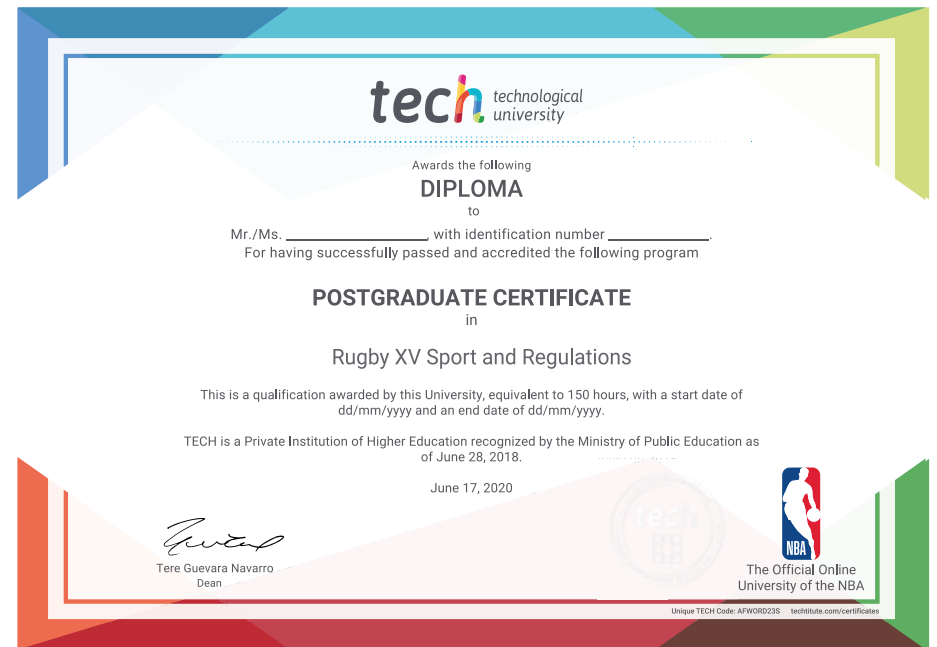 tech technological
university
Awards the following
DIPLOMA
to
Mr./Ms. ____________, with identification number ____________.
For having successfully passed and accredited the following program
POSTGRADUATE CERTIFICATE
in
Rugby XV Sport and Regulations
This is a qualification awarded by this University, equivalent to 150 hours, with a start date of
dd/mm/yyyy and an end date of dd/mm/yyyy.
TECH is a Private Institution of Higher Education recognized by the Ministry of Public Education as
of June 28, 2018.
June 17, 2020
tech
Tere Guevara Navarro
Dean
NBA
The Official Online
University of the NBA
Unique TECH Code: AFWORD23S techtitute.com/certificates